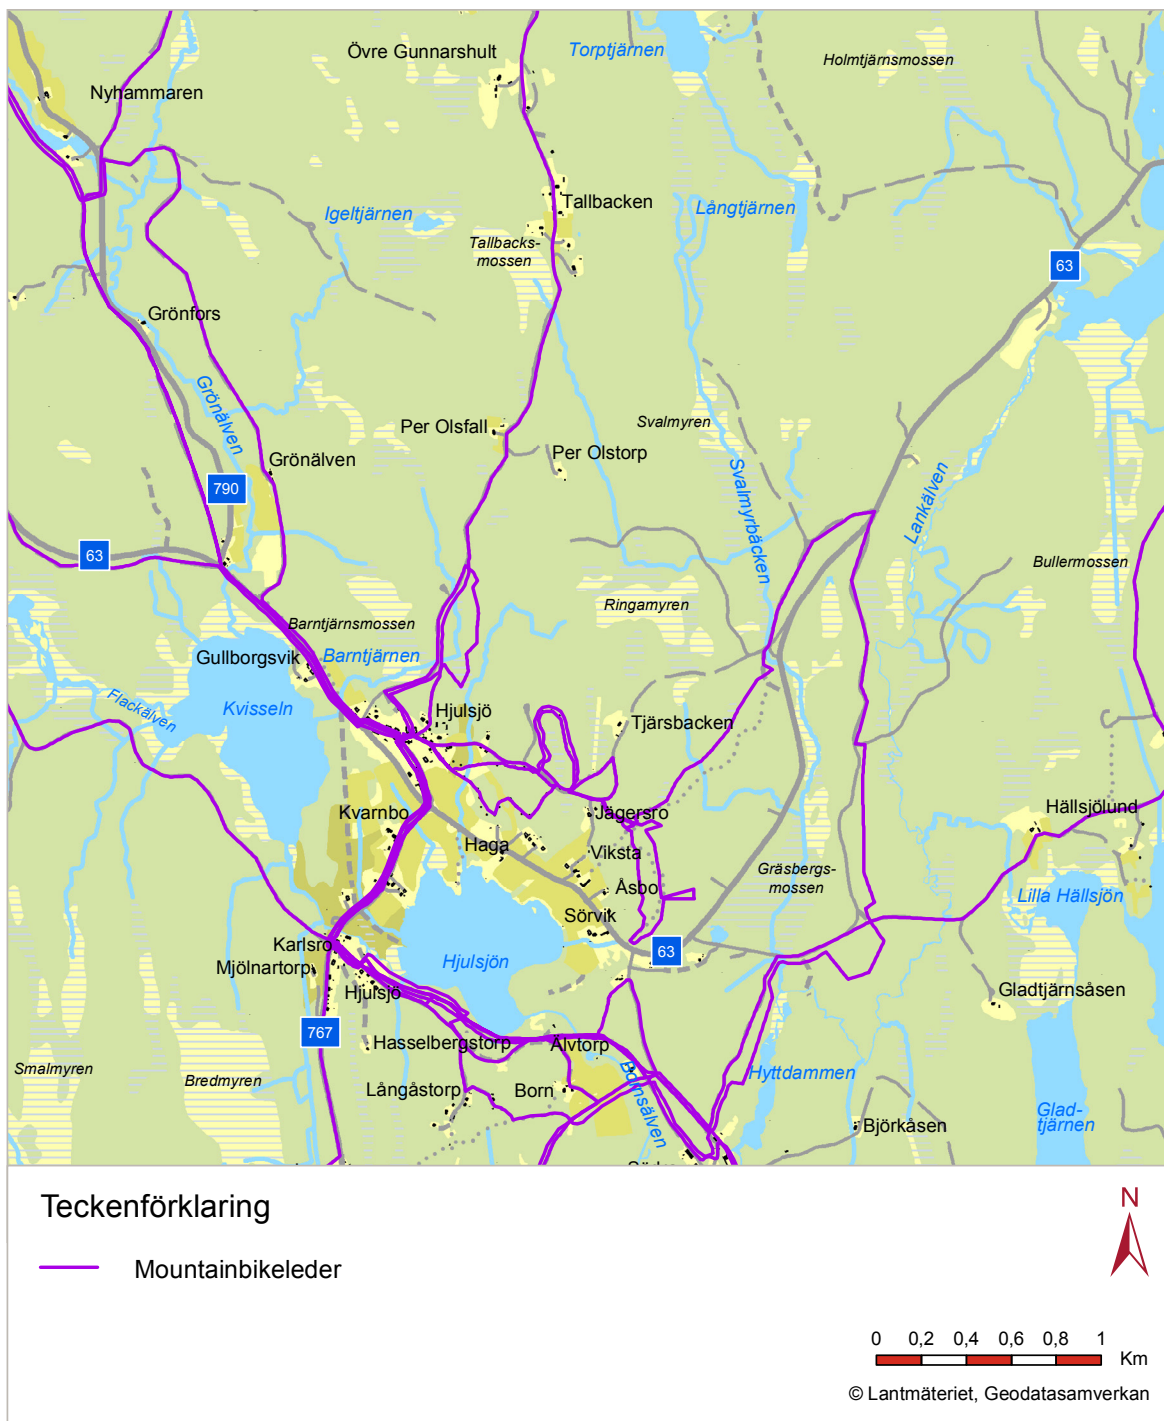 Övre Gunnarshult
Torptjärnen
Holmtjärnsmossen
Nyhammaren
Tallbacken
Långtjärnen
Igeltjärnen
Tallbacks-
mossen
63
Grönfors
Grönälven
Per Olsfall
Svalmyren
Per Olstorp
Grönälven
790
Svalmyrbäcken
Lankälven
63
Bullermossen
Ringamyren
Barntjärnsmossen
Gullborgsvik
Barntjärnen
Flackälven
Kvisseln
Hjulsjö
Tjärsbacken
Kvarnbo
Jägersro
Hällsjölund
Haga
Viksta
Gräsbergs-
mossen
Åsbo
Lilla Hällsjön
Sörvik
Karlsro
63
Mjölnartorp
Hjulsjön
Hjulsjö
Gladtjärnsåsen
767
Hasselbergstorp
Älvtorp
Smalmyren
Bredmyren
Bornsälven
Hyttdammen
Långåstorp
Born
Glad-
tjärnen
Björkåsen
Teckenförklaring
N
Mountainbikeleder
0 0,2 0,4 0,6 0,8 1
Km
© Lantmäteriet, Geodatasamverkan